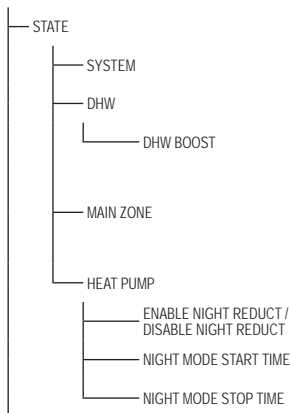 STATE
SYSTEM
DHW
DHW BOOST
MAIN ZONE
HEAT PUMP
ENABLE NIGHT REDUCT /
DISABLE NIGHT REDUCT
NIGHT MODE START TIME
NIGHT MODE STOP TIME